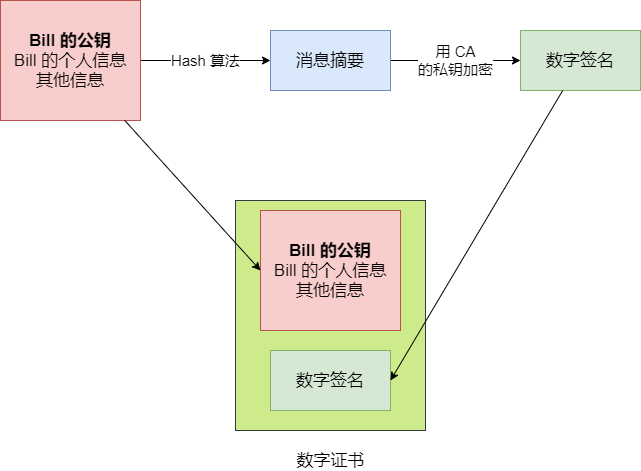 Bill 的公钥
Bill 的个人信息
其他信息
Hash 算法
消息摘要
用 CA
的私钥加密
数字签名
Bill 的公钥
Bill 的个人信息
其他信息
数字签名
数字证书